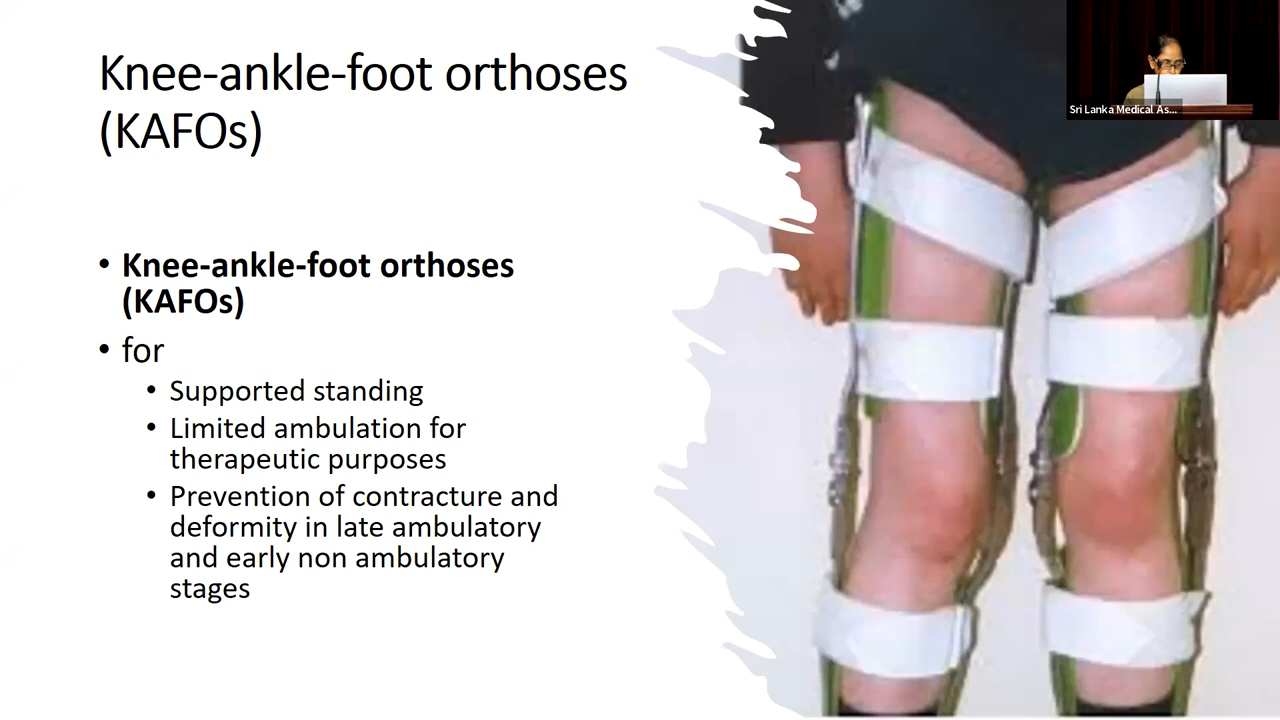 Knee-ankle-foot orthoses
(KAFOs)
Sri Lanka Medical As...
• Knee-ankle-foot orthoses
(KAFOs)
• for
• Supported standing
• Limited ambulation for
therapeutic purposes
• Prevention of contracture and
deformity in late ambulatory
and early non ambulatory
stages